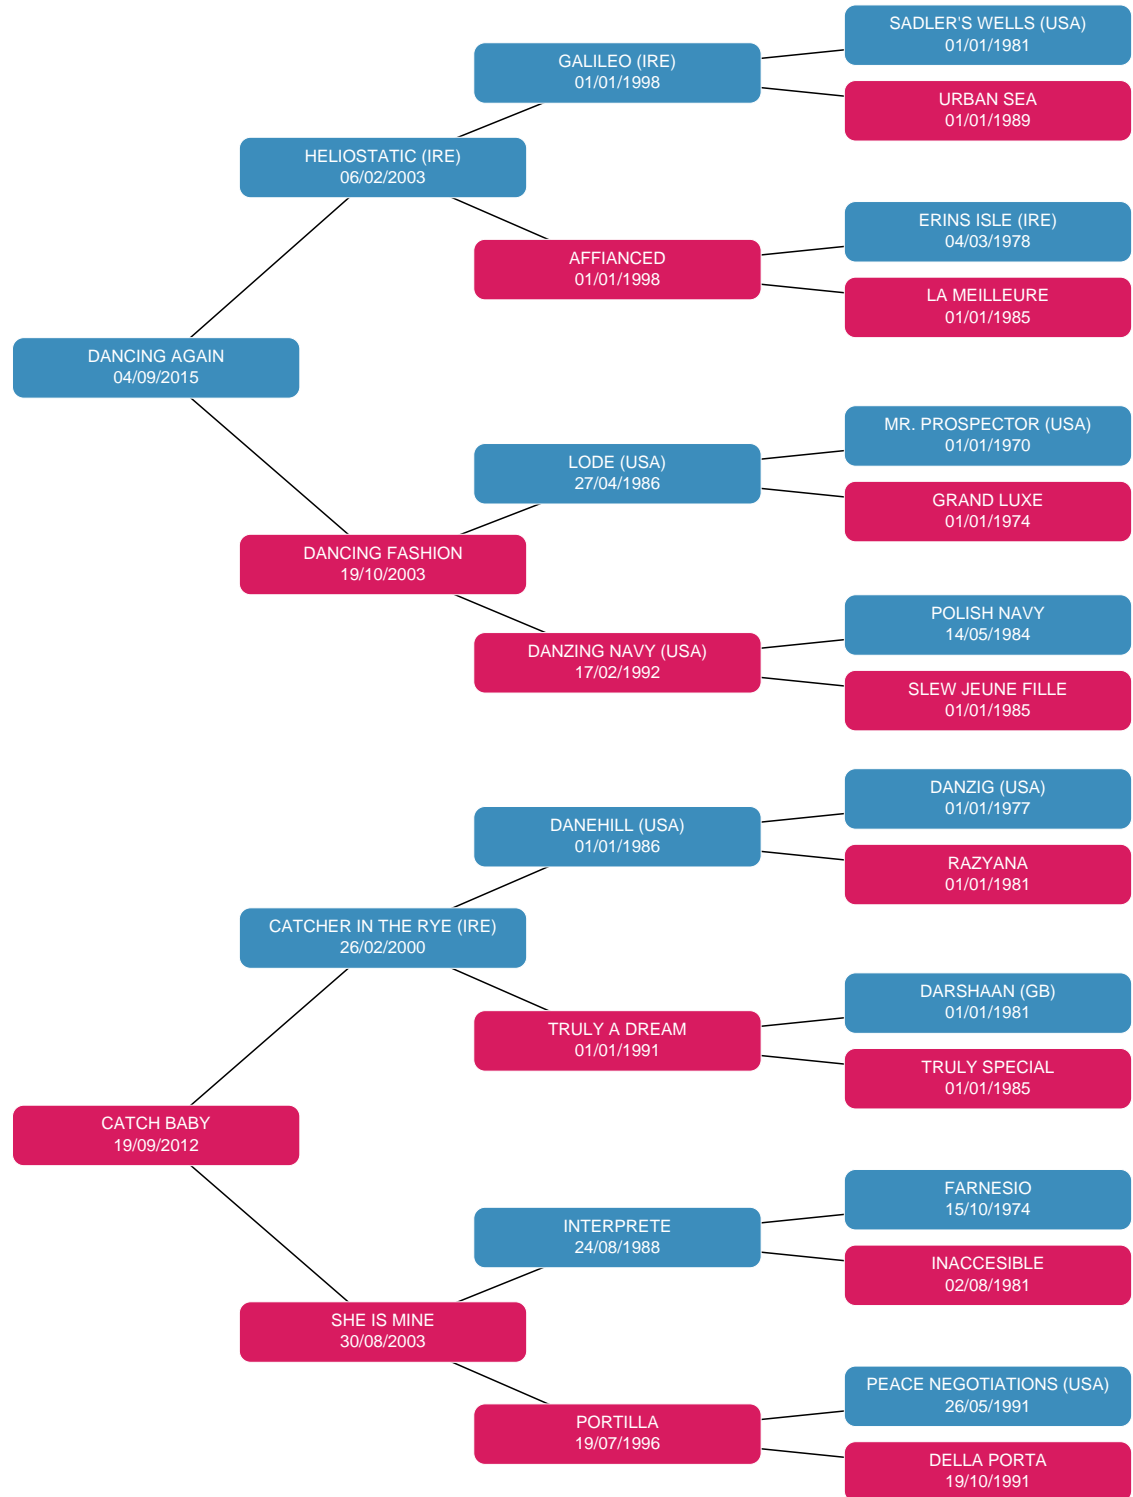 SADLER'S WELLS (USA)
01/01/1981
GALILEO (IRE)
01/01/1998
URBAN SEA
01/01/1989
HELIOSTATIC (IRE)
06/02/2003
ERINS ISLE (IRE)
04/03/1978
AFFIANCED
01/01/1998
LA MEILLEURE
01/01/1985
DANCING AGAIN
04/09/2015
MR. PROSPECTOR (USA)
01/01/1970
LODE (USA)
27/04/1986
GRAND LUXE
01/01/1974
DANCING FASHION
19/10/2003
POLISH NAVY
14/05/1984
DANZING NAVY (USA)
17/02/1992
SLEW JEUNE FILLE
01/01/1985
DANZIG (USA)
01/01/1977
DANEHILL (USA)
01/01/1986
RAZYANA
01/01/1981
CATCHER IN THE RYE (IRE)
26/02/2000
DARSHAAN (GB)
01/01/1981
TRULY A DREAM
01/01/1991
TRULY SPECIAL
01/01/1985
CATCH BABY
19/09/2012
FARNESIO
15/10/1974
INTERPRETE
24/08/1988
INACCESIBLE
02/08/1981
SHE IS MINE
30/08/2003
PEACE NEGOTIATIONS (USA)
26/05/1991
PORTILLA
19/07/1996
DELLA PORTA
19/10/1991